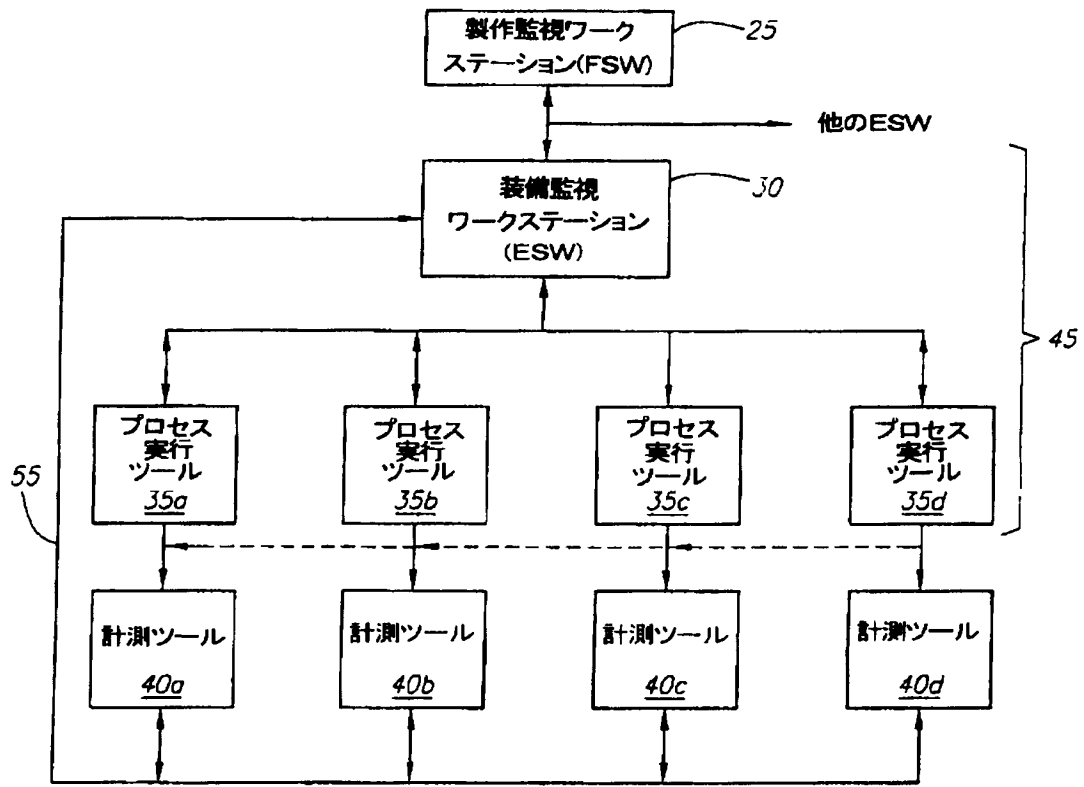 製作監視ワーク
ステーション(FSW)
25
他のESW
装備監視
ワークステーション
(ESW)
30
45
プロセス
実行
ツール
35a
プロセス
実行
ツール
35b
プロセス
実行
ツール
35c
プロセス
実行
ツール
35d
55
計測ツール
40a
計測ツール
40b
計測ツール
40c
計測ツール
40d